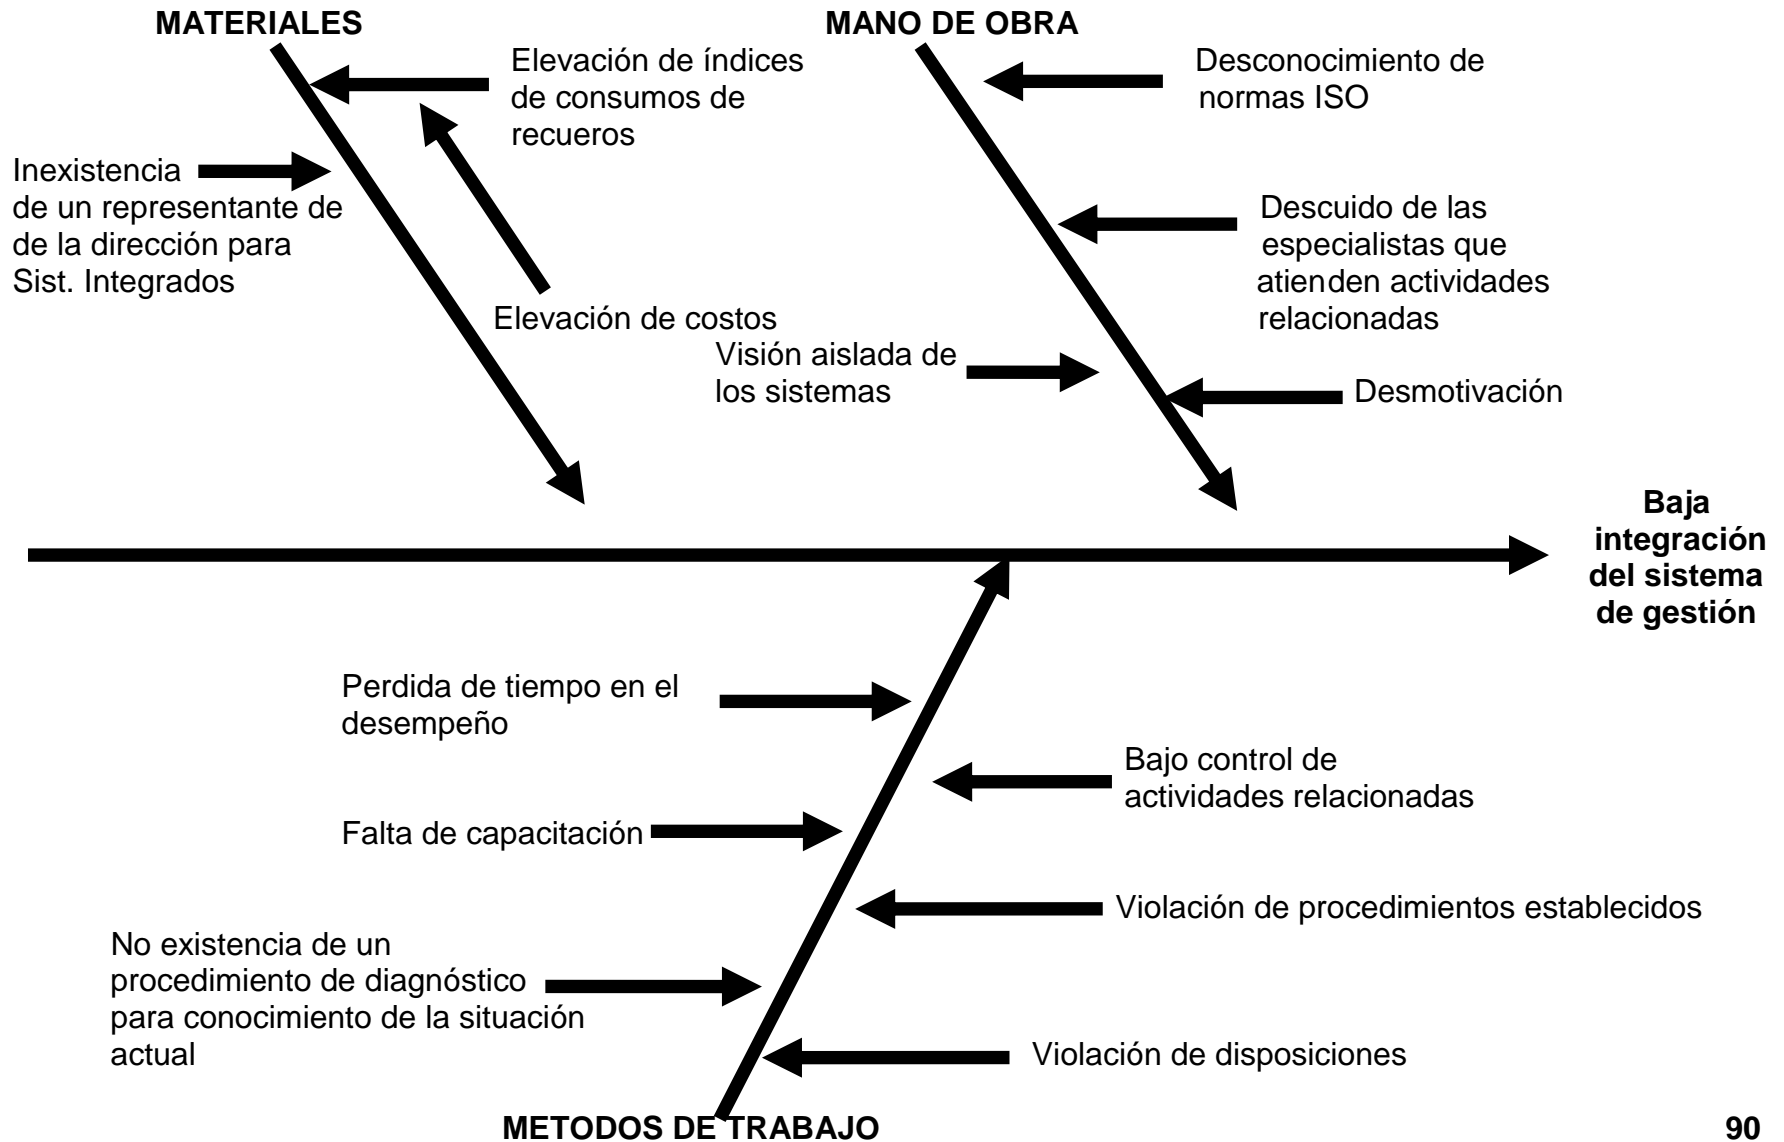 MATERIALES
MANO DE OBRA
Elevación de índices
de consumos de
recueros
Desconocimiento de
normas ISO
Inexistencia
de un representante de
de la dirección para
Sist. Integrados
Descuido de las
especialistas que
atienden actividades
relacionadas
Elevación de costos
Visión aislada de
los sistemas
Desmotivación
Baja
integración
del sistema
de gestión
Perdida de tiempo en el
desempeño
Bajo control de
actividades relacionadas
Falta de capacitación
Violación de procedimientos establecidos
No existencia de un
procedimiento de diagnóstico
para conocimiento de la situación
actual
Violación de disposiciones
METODOS DE TRABAJO
90